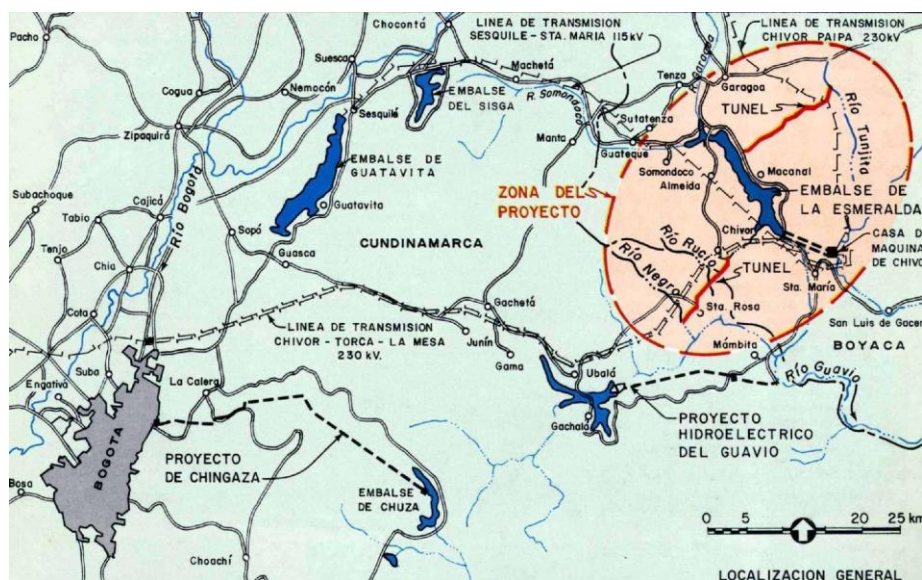 Pacho
Chocontá
LINEA DE TRANSMISION
SESQUILE - STA. MARIA 115kV
LINEA DE TRANSMISION
CHIVOR PAIPA 230kV.
Suesca
Machetá
Cogua
Nemocón
EMBALSE
DEL SISGA
R. Somondoco
Tenza
R. Garagoa
Garagoa
TUNEL
Río Tunjita
Zipaquirá
Sesquilé
Sutatenza
Manta
Guateque
EMBALSE DE
GUATAVITA
Somondoco
Macanal
Subachoque
Almeida
ZONA DEL
PROYECTO
EMBALSE DE
LA ESMERALDA
Cajicá
Guatavita
Tabio
Río Bogotá
Sopó
CUNDINAMARCA
Chivor
CASA D
MAQUINA
DE CHIVO
Tenjo
Guasca
Río Rucio
Río Negro
TUNEL
Sta. María
Chia
Gachetá
Sta. Rosa
San Luis de Gace
Cota
LINEA DE TRANSMISION
CHIVOR - TORCA - LA MESA
230 kV.
Junín
Mámbita
BOYACA
Gama
Engativa
Suba
La Calera
Ubalá
Río Guavio
Gachalá
PROYECTO
HIDROELECTRICO
DEL GUAVIO
BOGOTA
PROYECTO
DE CHINGAZA
Bosa
EMBALSE
DE CHUZA
0 5 15 25 km
Choachí
LOCALIZACION GENERAL